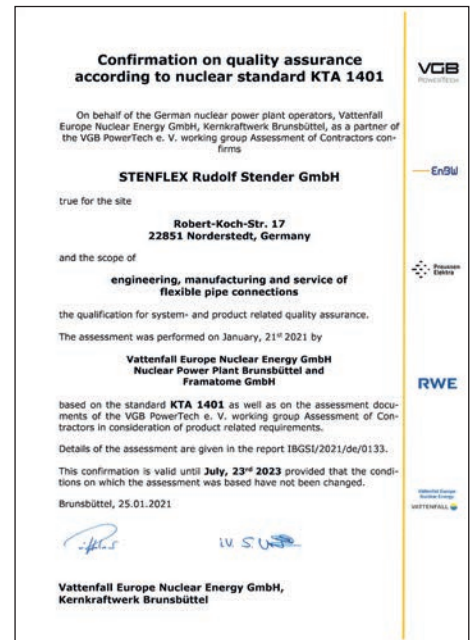 Confirmation on quality assurance
according to nuclear standard KTA 1401
On behalf of the German nuclear power plant operators, Vattenfall
Europe Nuclear Energy GmbH, Kernkraftwerk Brunsbüttel, as a partner of
the VGB PowerTech e. V. working group Assessment of Contractors con-
firms
STENFLEX Rudolf Stender GmbH
true for the site
Robert-Koch-Str. 17
22851 Norderstedt, Germany
and the scope of
engineering, manufacturing and service of
flexible pipe connections
the qualification for system- and product related quality assurance.
The assessment was performed on January, 21st 2021 by
Vattenfall Europe Nuclear Energy GmbH
Nuclear Power Plant Brunsbüttel and
Framatome GmbH
based on the standard KTA 1401 as well as on the assessment docu-
ments of the VGB PowerTech e. V. working group Assessment of Con-
tractors in consideration of product related requirements.
Details of the assessment are given in the report IBGSI/2021/de/0133.
This confirmation is valid until July, 23rd 2023 provided that the condi-
tions on which the assessment was based have not been changed.
Brunsbüttel, 25.01.2021
Vattenfall Europe Nuclear Energy GmbH,
Kernkraftwerk Brunsbüttel
VGB
POWERTECH
EnBW
Preussen
Elektra
RWE
Vattenfall Europe
Nuclear Energy
VATTENFALL